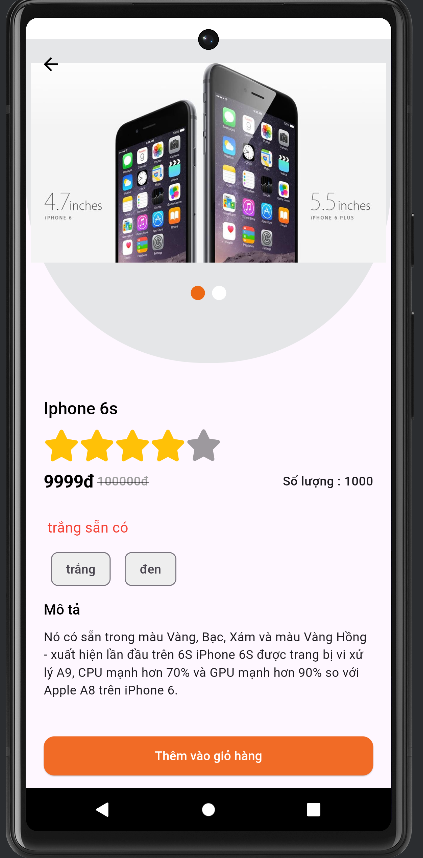 4.7inches
IPHONE 6
5.5inches
IPHONE 6 PLUS
Iphone 6s
9999đ 100000đ
Số lượng : 1000
trắng sẵn có
trắng
đen
Mô tả
Nó có sẵn trong màu Vàng, Bạc, Xám và màu Vàng Hồng
- xuất hiện lần đầu trên 6S iPhone 6S được trang bị vi xử
lý A9, CPU mạnh hơn 70% và GPU mạnh hơn 90% so với
Apple A8 trên iPhone 6.
Thêm vào giỏ hàng